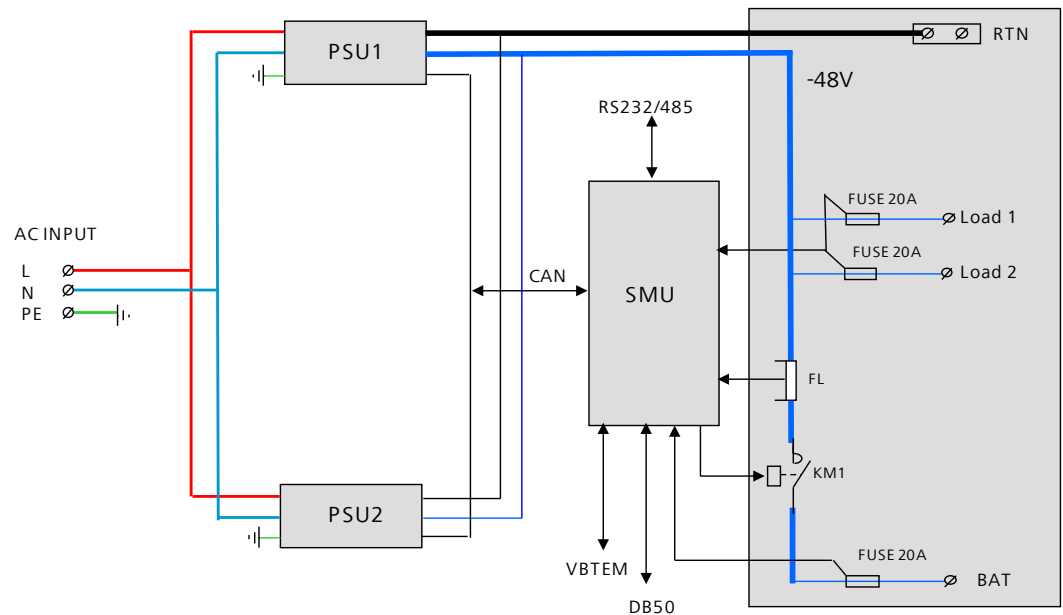 PSU1
RTN
-48V
RS232/485
FUSE 20A
Load 1
AC INPUT
FUSE 20A
L
CAN
SMU
Load 2
N
PE
FL
KM1
PSU2
FUSE 20A
VBTEM
BAT
DB50